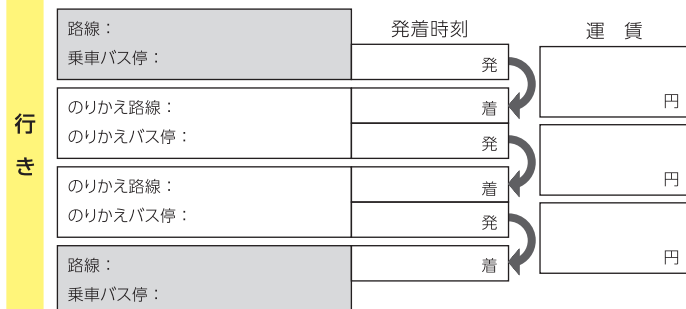 行き
路線：
乗車バス停：
発着時刻
運　賃
発
円
のりかえ路線：
のりかえバス停：
着
発
円
のりかえ路線：
のりかえバス停：
着
発
円
路線：
乗車バス停：
着